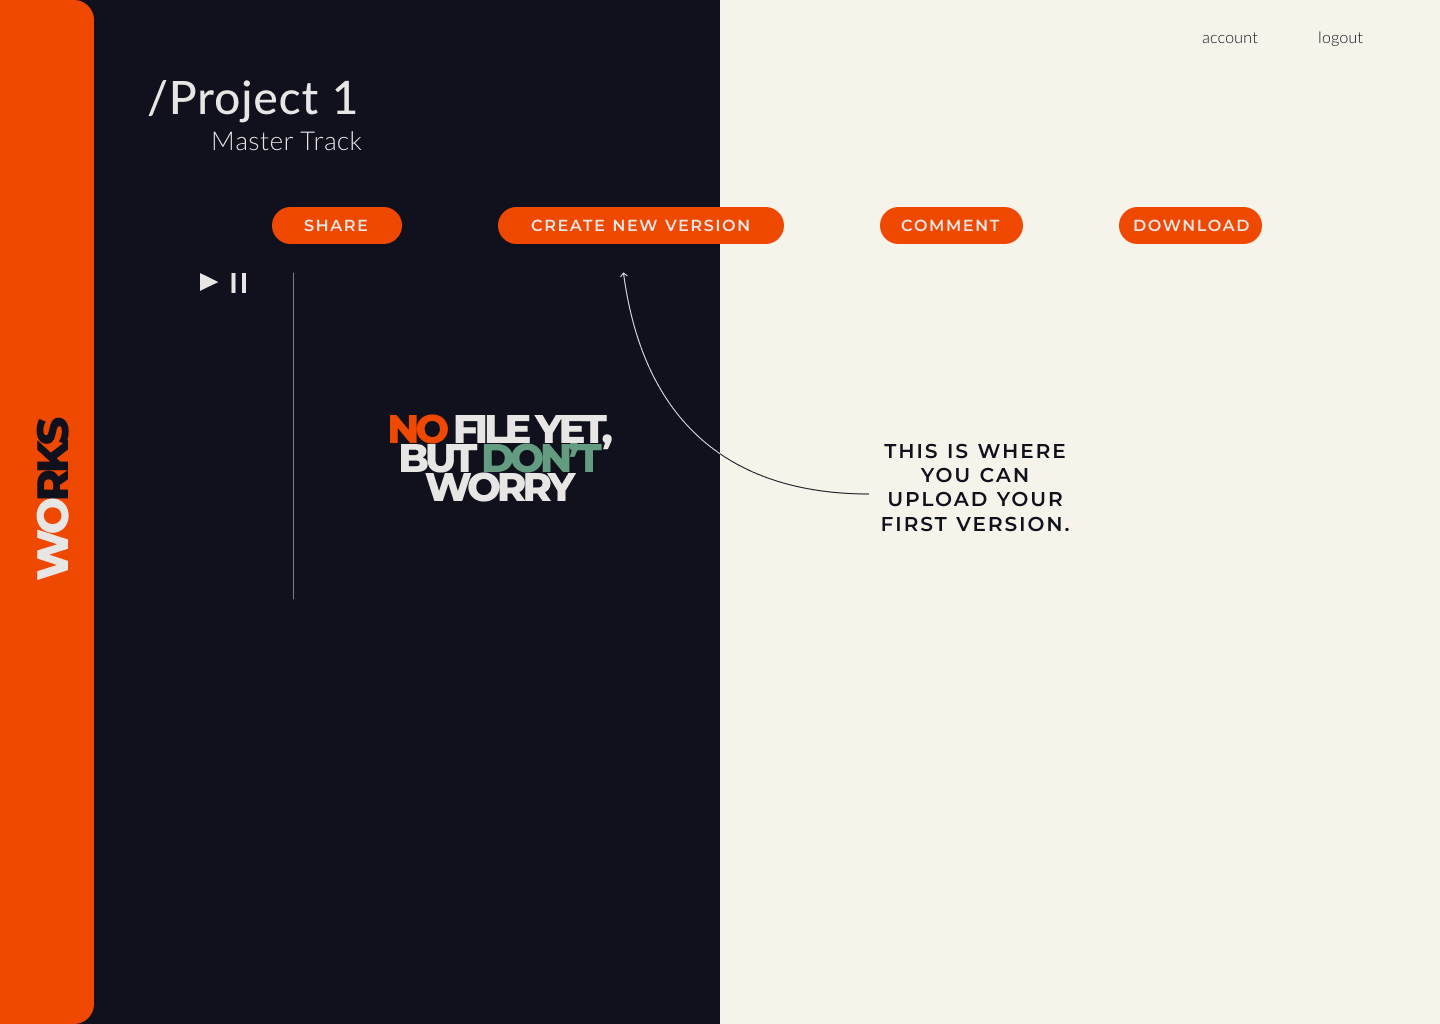 account logout
/Project 1
Master Track
SHARE CREATE NEW VERSION COMMENT DOWNLOAD
NO FILE YET,
BUT DON'T
WORRY
THIS IS WHERE
YOU CAN
UPLOAD YOUR
FIRST VERSION.
WORKS